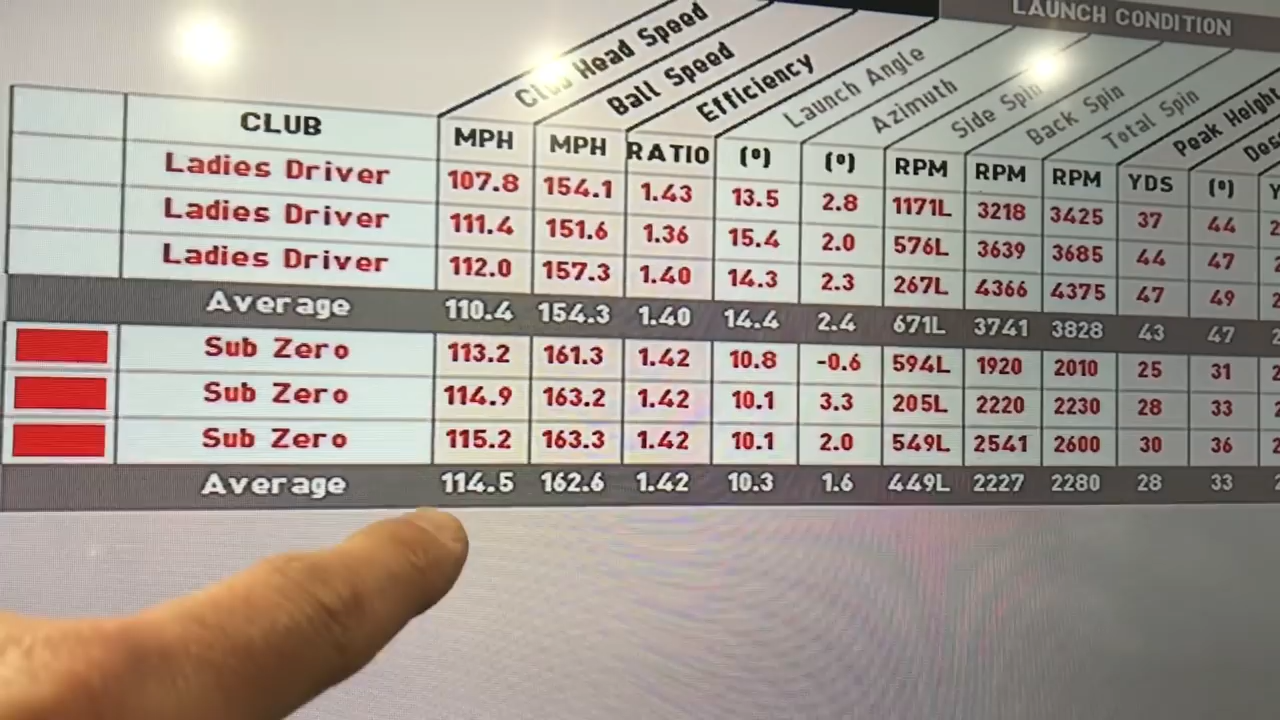 LAUNCH CONDITION
Club Head Speed Ball Speed Efficiency Launch Angle Azimuth Side Spin Back Spin Total Spin Peak Height
CLUB MPH MPH RATIO (º) (º) RPM RPM RPM YDS (º)
Ladies Driver 107.8 154.1 1.43 13.5 2.8 1171L 3218 3425 37 44
Ladies Driver 111.4 151.6 1.36 15.4 2.0 576L 3639 3685 44 47
Ladies Driver 112.0 157.3 1.40 14.3 2.3 267L 4366 4375 47 49
Average 110.4 154.3 1.40 14.4 2.4 671L 3741 3828 43 47
Sub Zero 113.2 161.3 1.42 10.8 -0.6 594L 1920 2010 25 31
Sub Zero 114.9 163.2 1.42 10.1 3.3 205L 2220 2230 28 33
Sub Zero 115.2 163.3 1.42 10.1 2.0 549L 2541 2600 30 36
Average 114.5 162.6 1.42 10.3 1.6 449L 2227 2280 28 33